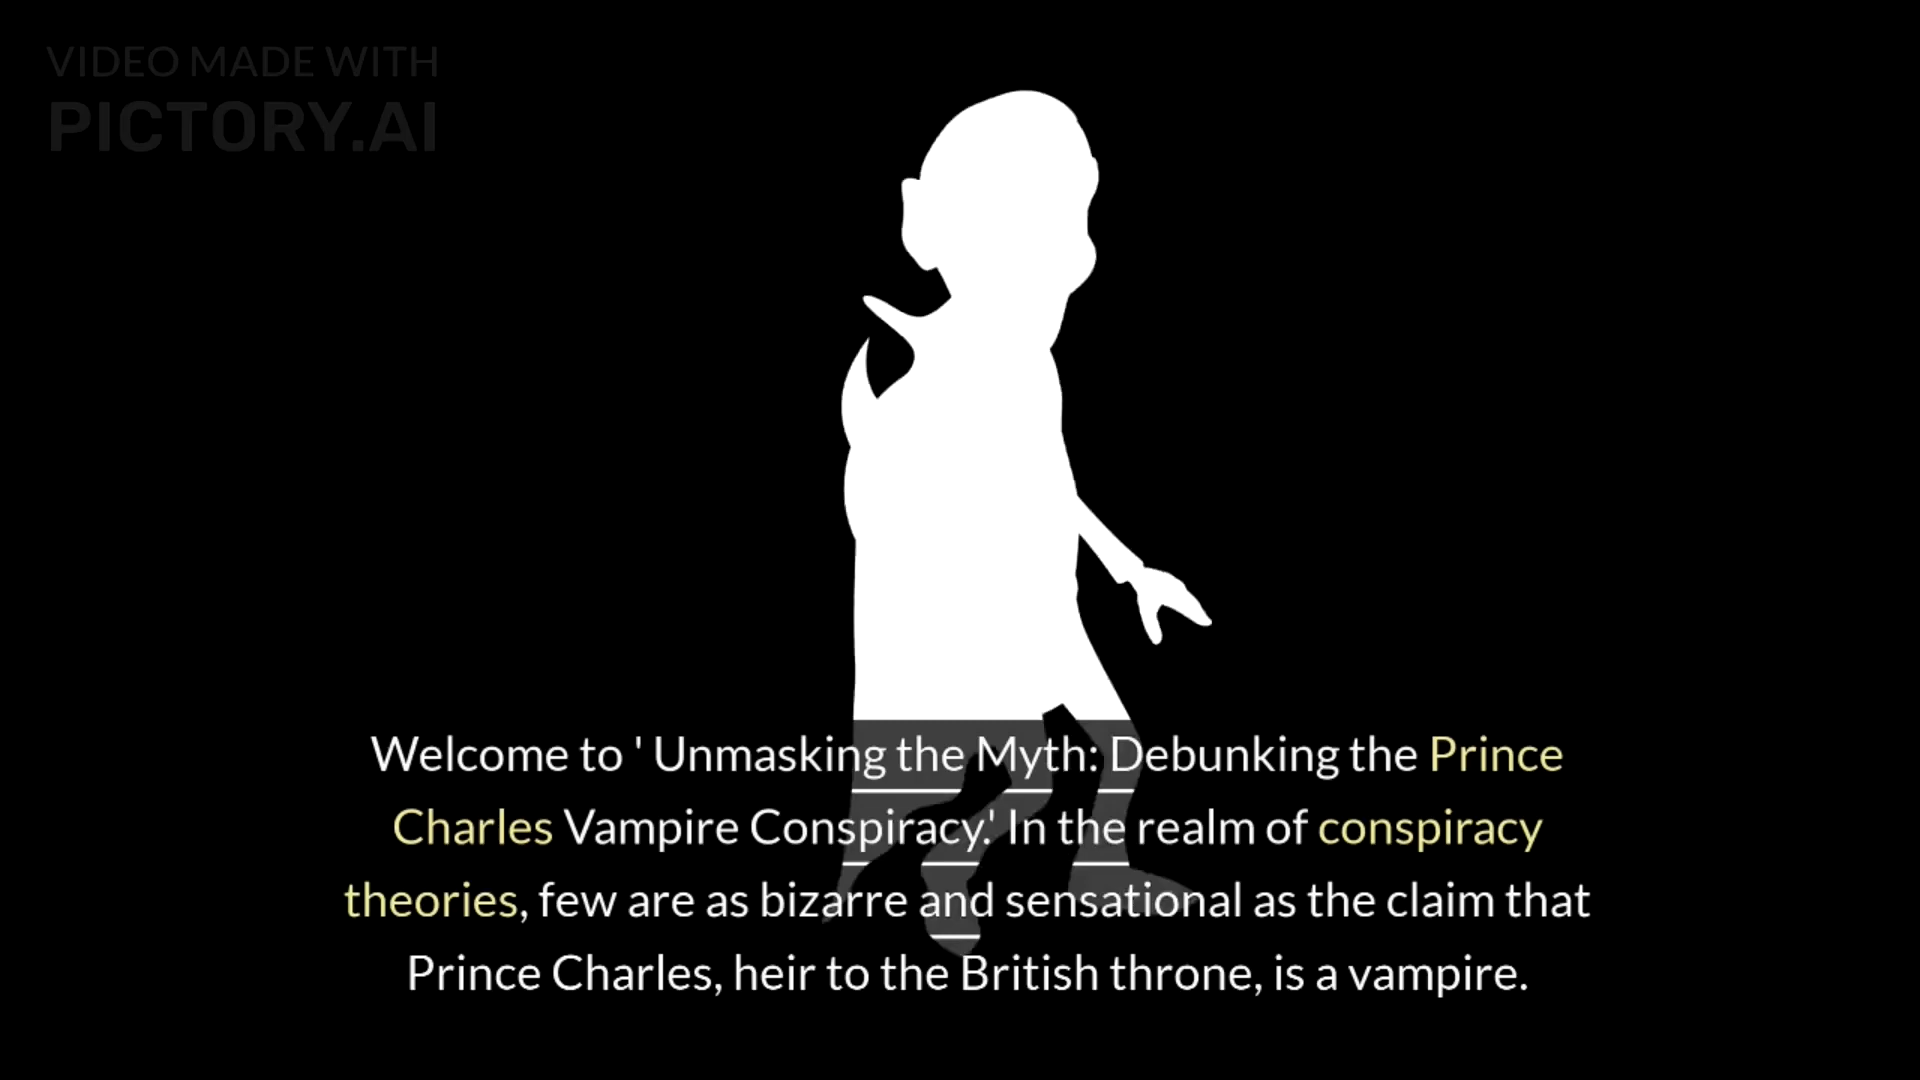 VIDEO MADE WITH
PICTORY.AI
Welcome to ' Unmasking the Myth: Debunking the Prince
Charles Vampire Conspiracy.' In the realm of conspiracy
theories, few are as bizarre and sensational as the claim that
Prince Charles, heir to the British throne, is a vampire.